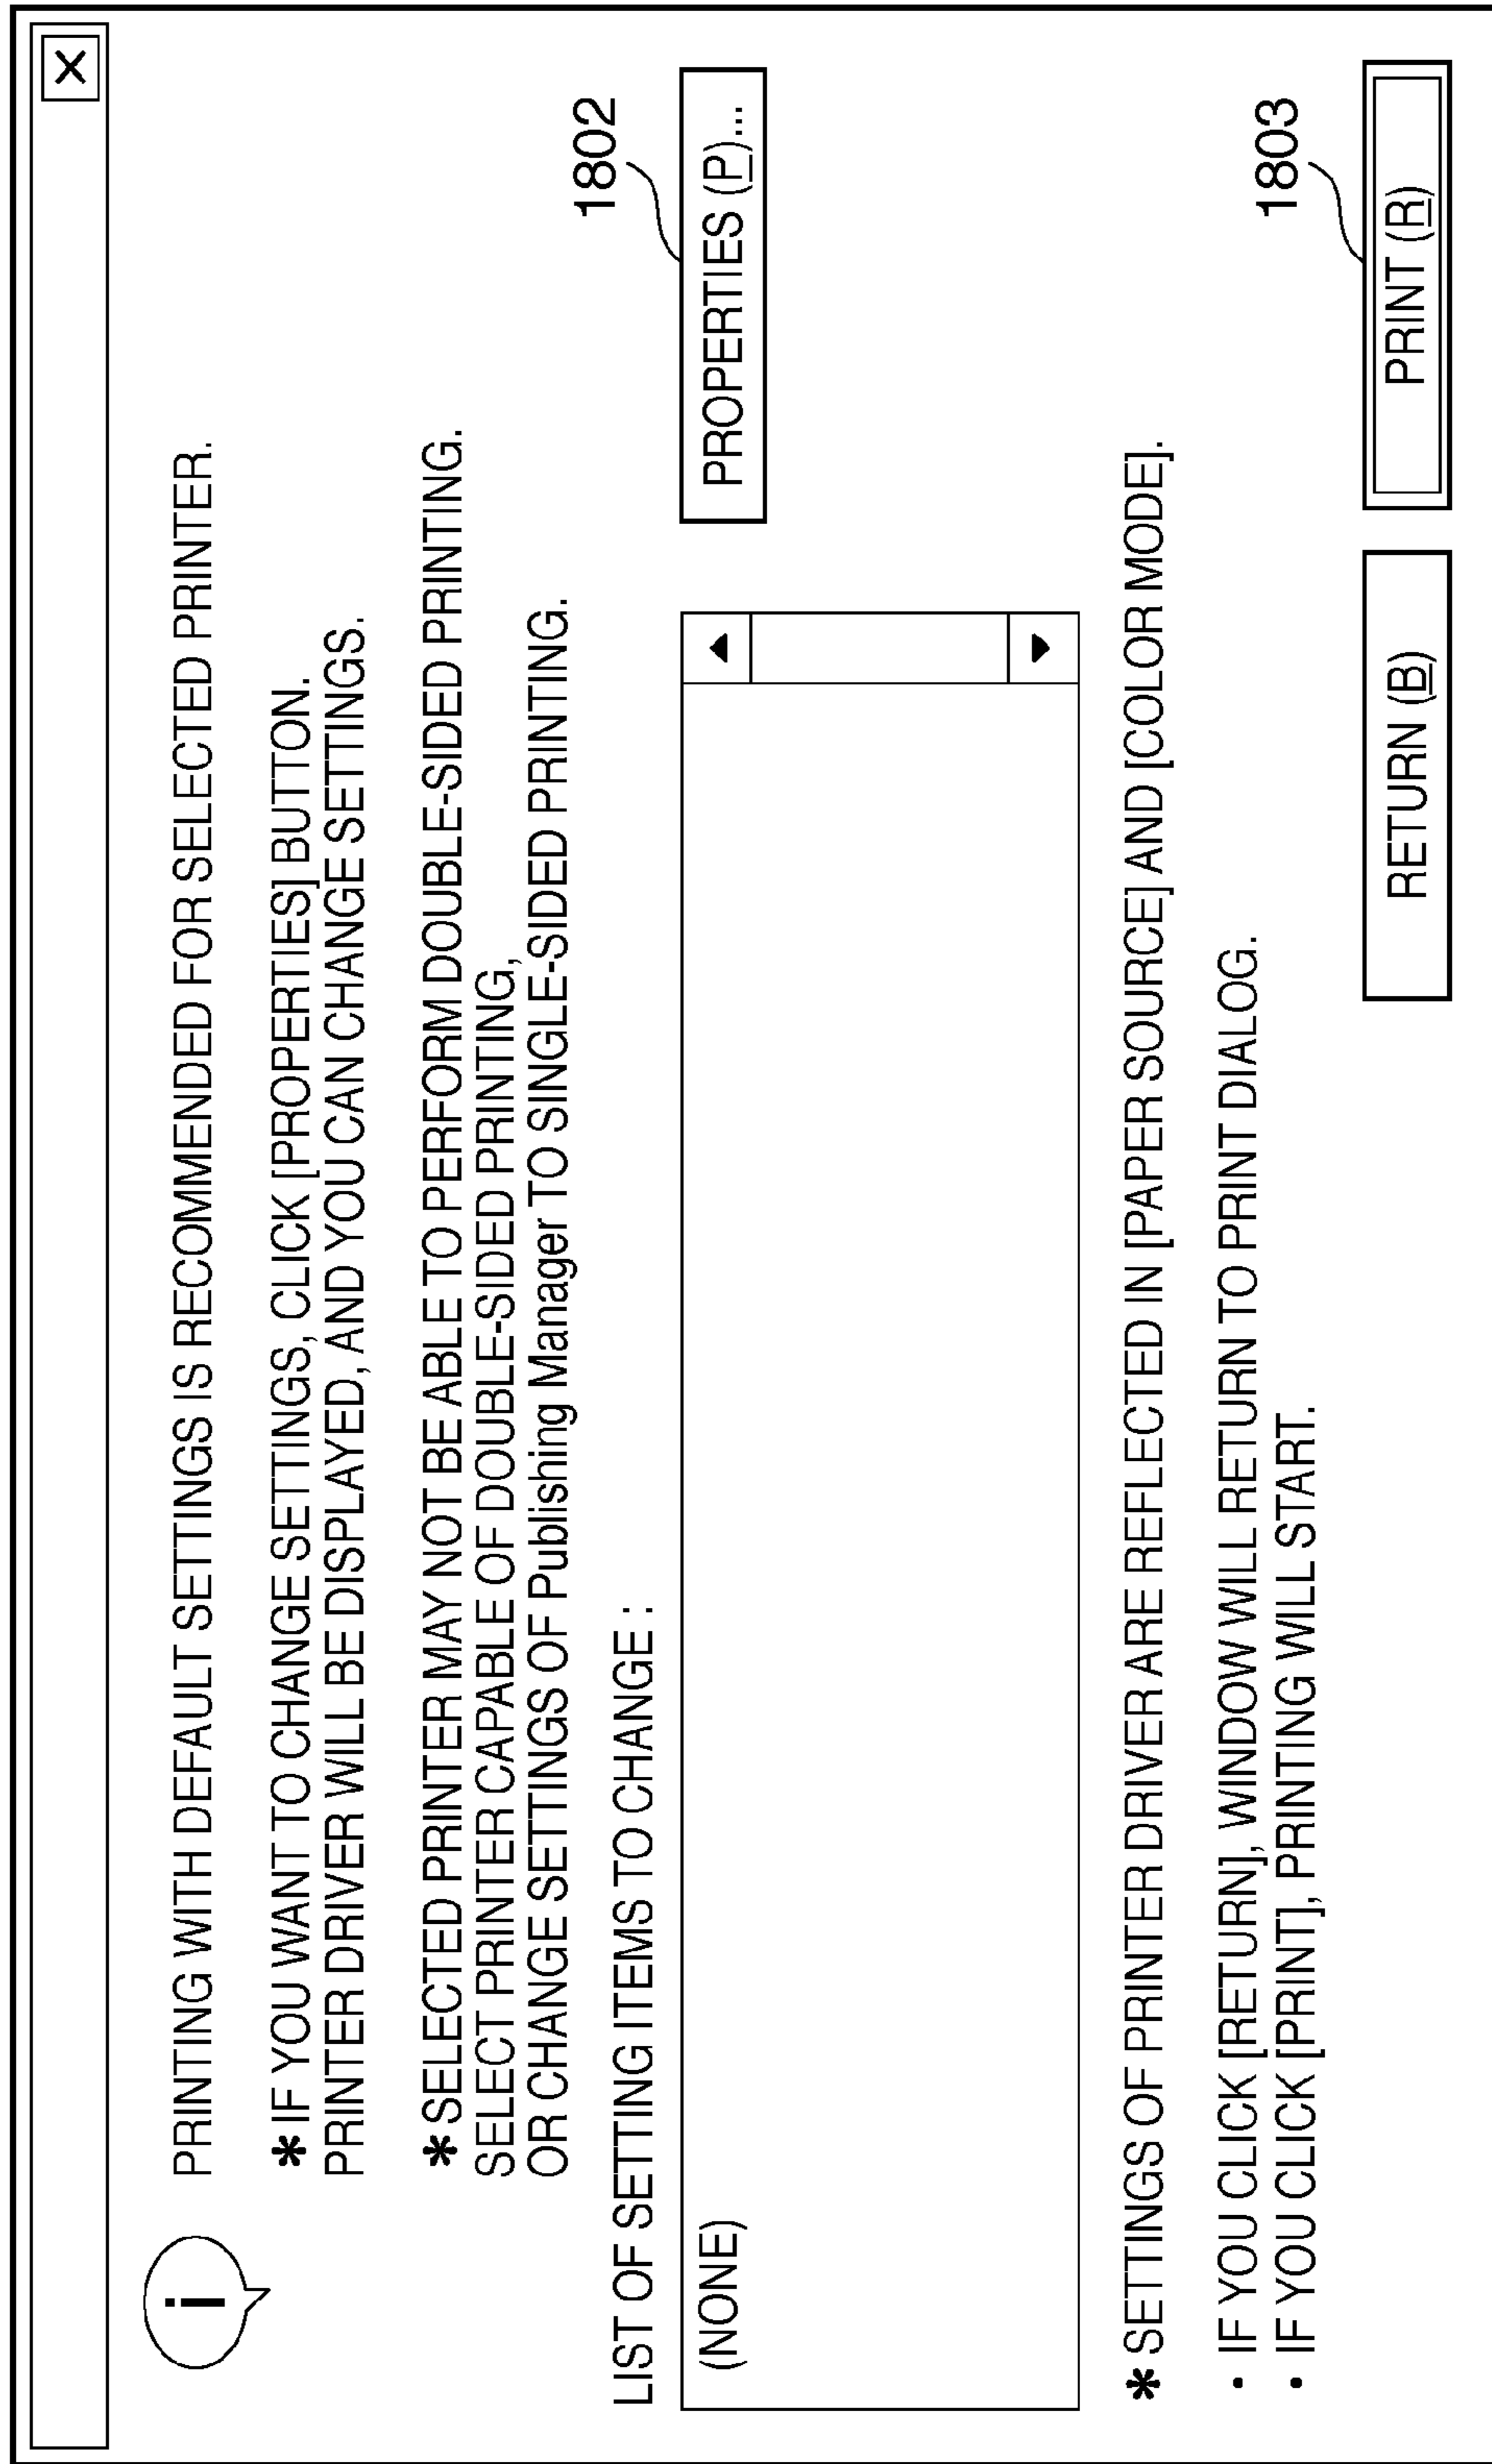 X
i
PRINTING WITH DEFAULT SETTINGS IS RECOMMENDED FOR SELECTED PRINTER.
* IF YOU WANT TO CHANGE SETTINGS, CLICK [PROPERTIES] BUTTON.
PRINTER DRIVER WILL BE DISPLAYED, AND YOU CAN CHANGE SETTINGS.
* SELECTED PRINTER MAY NOT BE ABLE TO PERFORM DOUBLE-SIDED PRINTING.
SELECT PRINTER CAPABLE OF DOUBLE-SIDED PRINTING,
OR CHANGE SETTINGS OF Publishing Manager TO SINGLE-SIDED PRINTING.
1802
LIST OF SETTING ITEMS TO CHANGE :
(NONE)
PROPERTIES (P)...
* SETTINGS OF PRINTER DRIVER ARE REFLECTED IN [PAPER SOURCE] AND [COLOR MODE].
• IF YOU CLICK [RETURN], WINDOW WILL RETURN TO PRINT DIALOG.
• IF YOU CLICK [PRINT], PRINTING WILL START.
1803
RETURN (B)
PRINT (R)